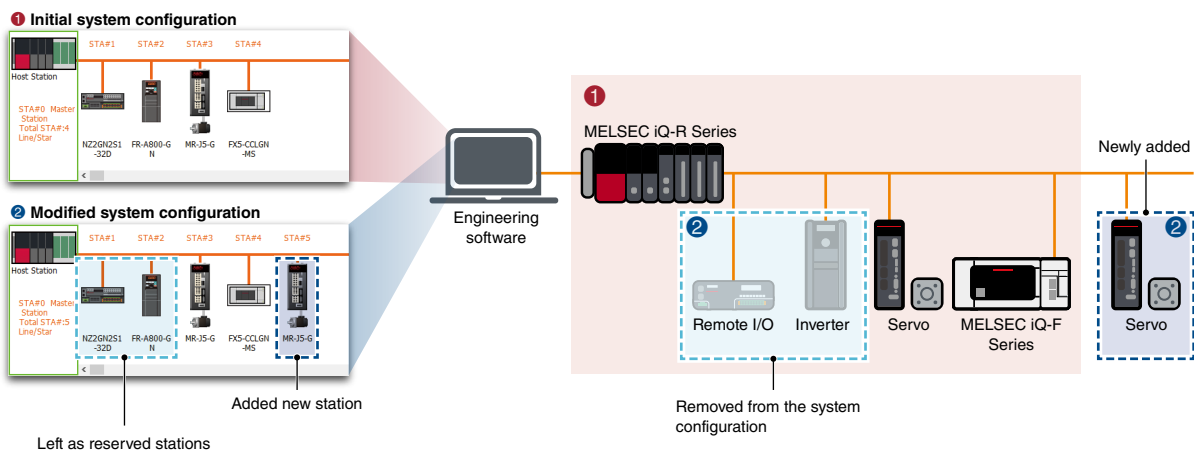 ❶ Initial system configuration
STA#1 STA#2 STA#3 STA#4
Host Station
STA#0 Master
Station
Total STA#:4
Line/Star
NZ2GN2S1
-32D
FR-A800-G
N
MR-J5-G
FX5-CCLGN
-MS
<
❷ Modified system configuration
STA#1 STA#2 STA#3 STA#4 STA#5
Host Station
STA#0 Master
Station
Total STA#:5
Line/Star
NZ2GN2S1
-32D
FR-A800-G
N
MR-J5-G
FX5-CCLGN
-MS
MR-J5-G
<
Added new station
Left as reserved stations
Engineering
software
❶
MELSEC iQ-R Series
Newly added
❷
❷
Remote I/O
Inverter
Servo
MELSEC iQ-F
Series
Servo
Removed from the system
configuration